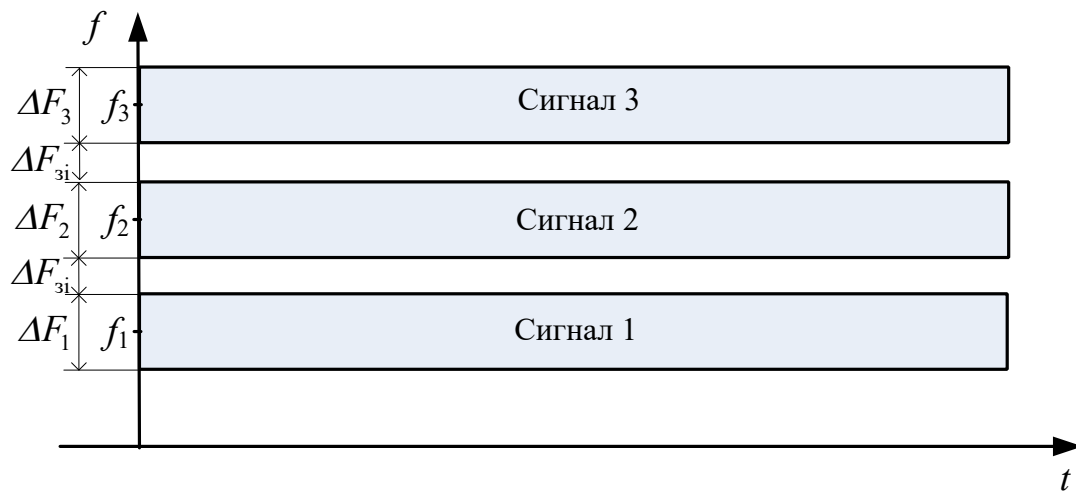 f
ΔF₃ f₃ Сигнал 3
ΔFзі
ΔF₂ f₂ Сигнал 2
ΔFзі
ΔF₁ f₁ Сигнал 1
t